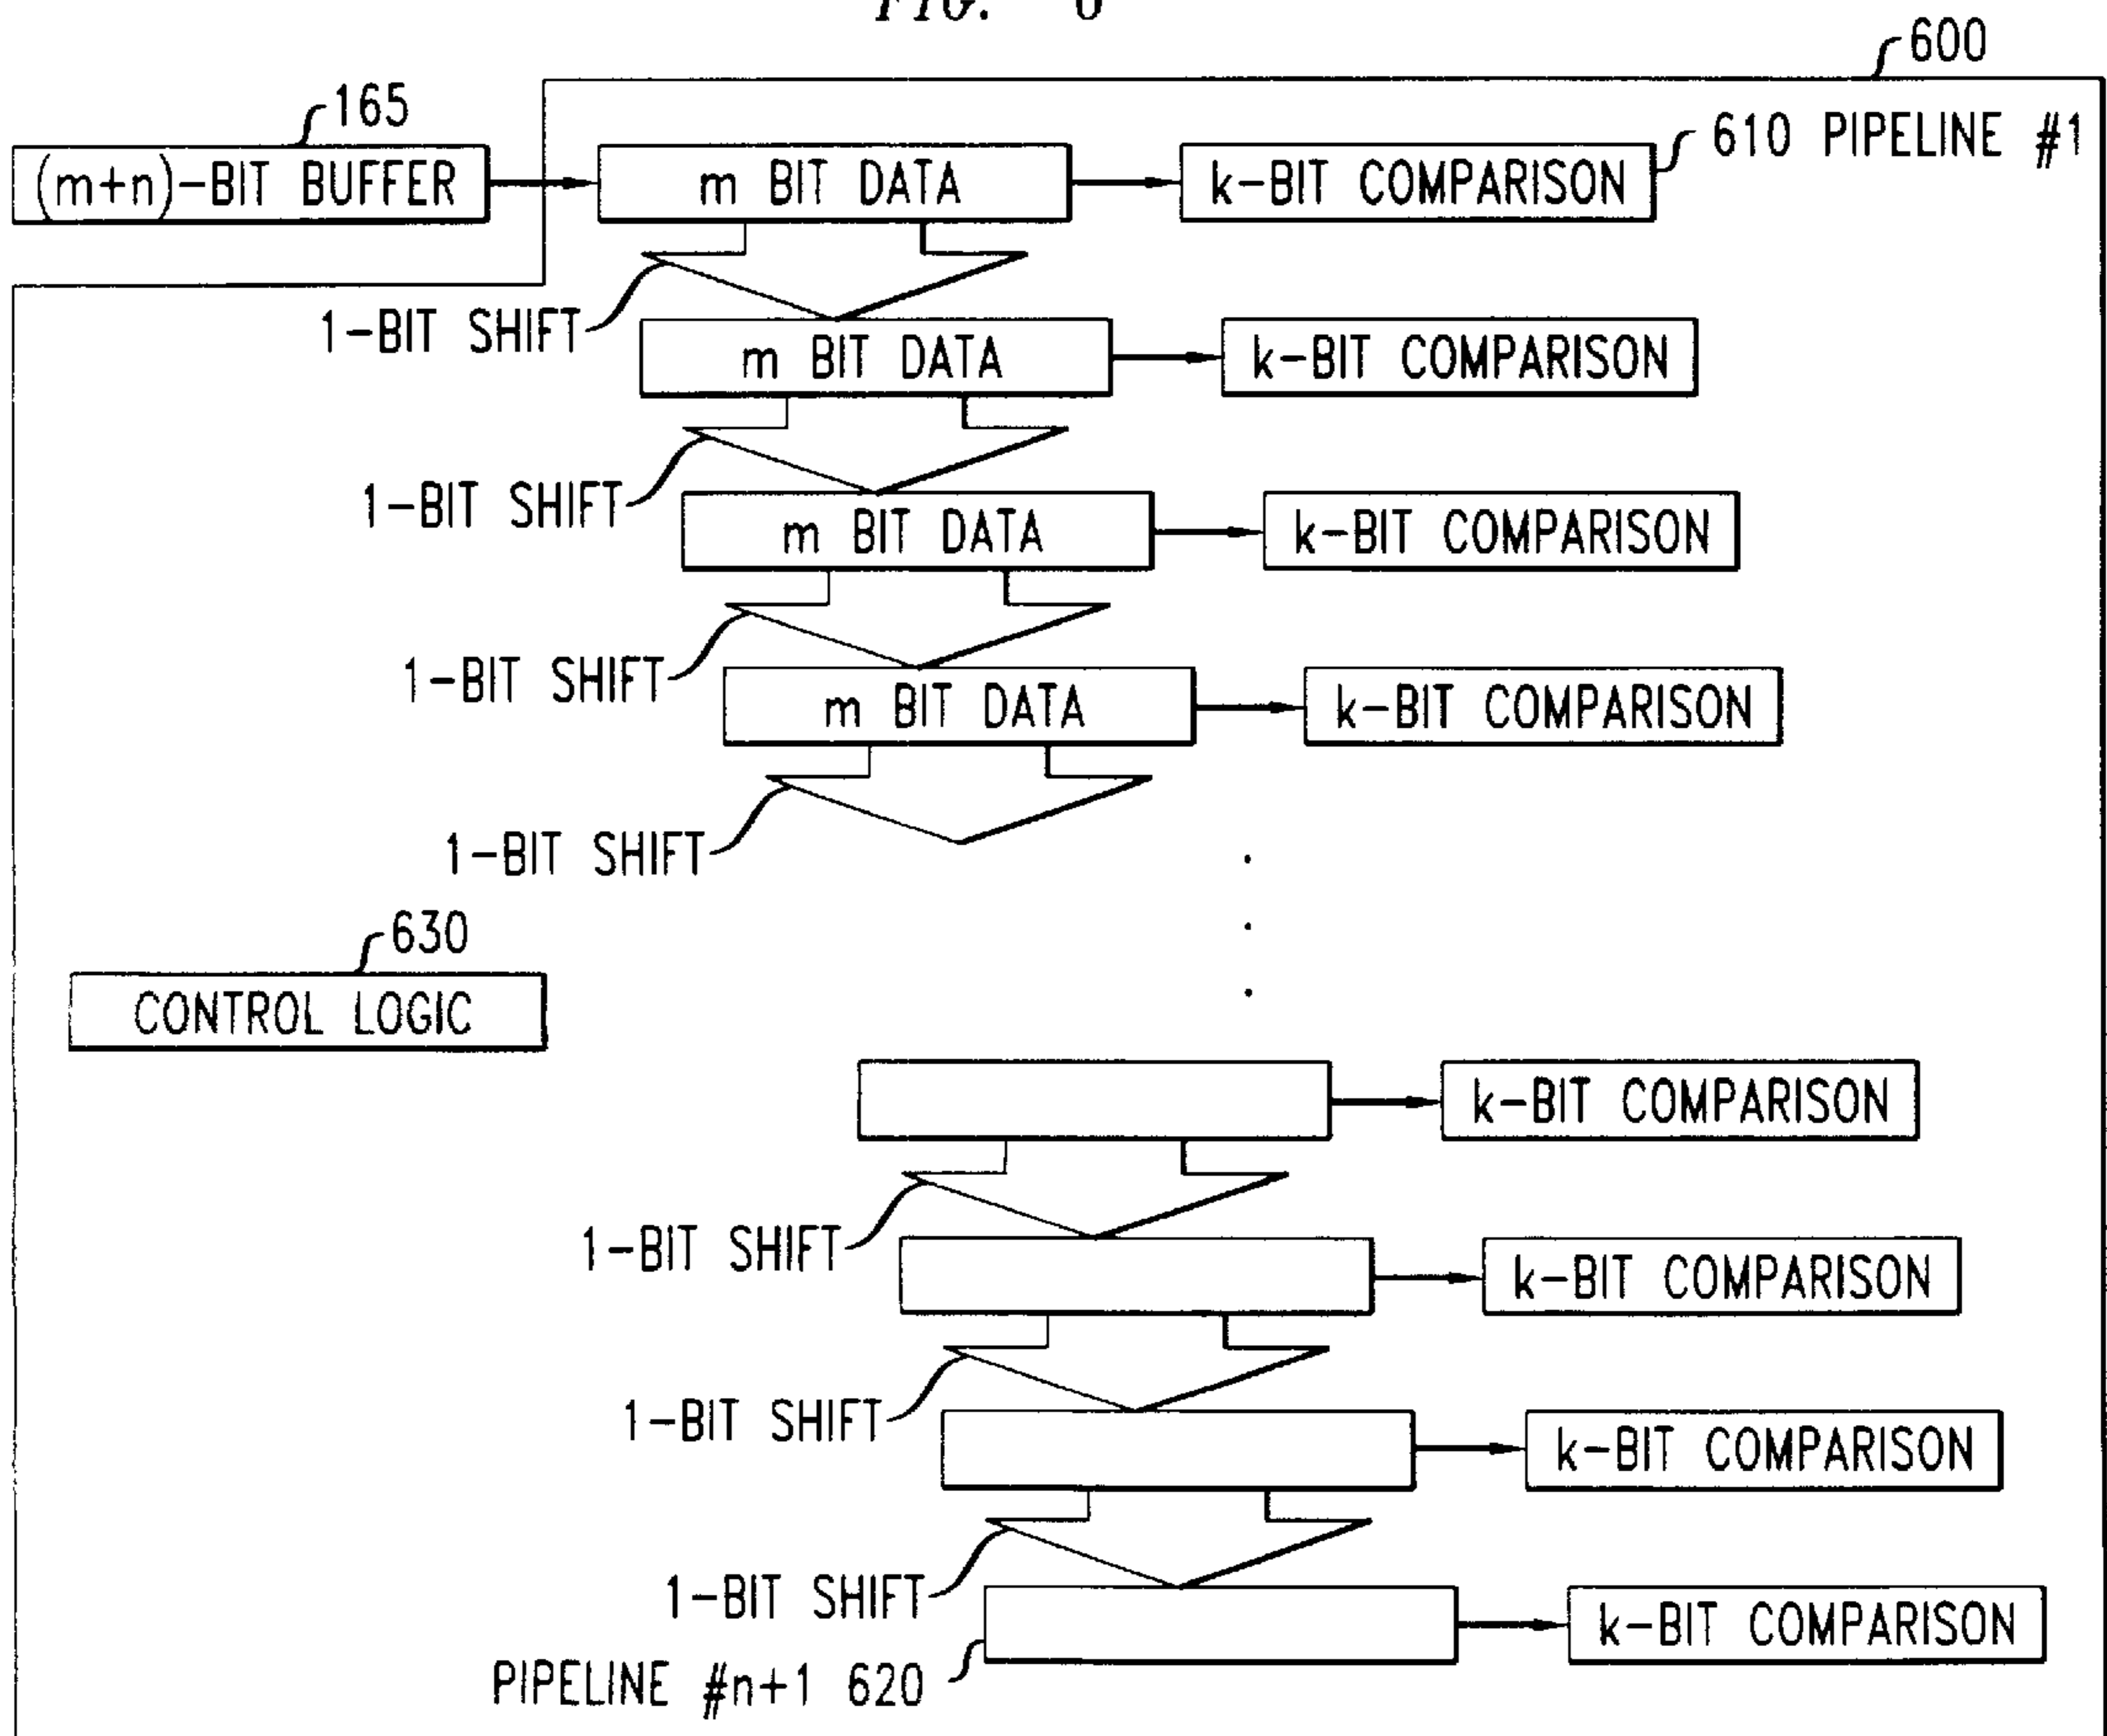 FIG. 6
600
165
610 PIPELINE #1
(m+n)-BIT BUFFER
m BIT DATA
k-BIT COMPARISON
1-BIT SHIFT
m BIT DATA
k-BIT COMPARISON
1-BIT SHIFT
m BIT DATA
k-BIT COMPARISON
1-BIT SHIFT
m BIT DATA
k-BIT COMPARISON
1-BIT SHIFT
630
CONTROL LOGIC
k-BIT COMPARISON
1-BIT SHIFT
k-BIT COMPARISON
1-BIT SHIFT
k-BIT COMPARISON
1-BIT SHIFT
k-BIT COMPARISON
PIPELINE #n+1 620